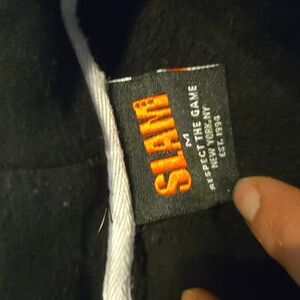 SLAM
M
RESPECT THE GAME
NEW YORK, NY
EST. 1994